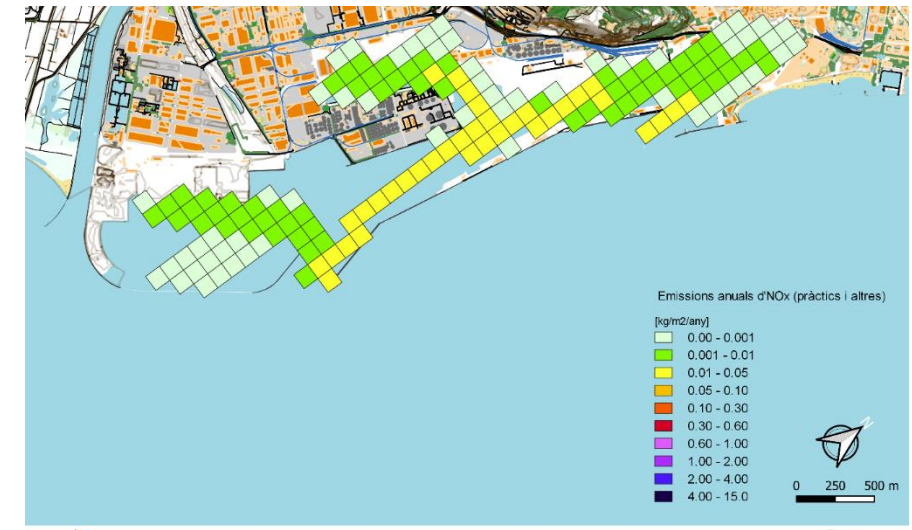 Emissions anuals d'NOx (pràctics i altres)
[kg/m2/any]
0.00 - 0.001
0.001 - 0.01
0.01 - 0.05
0.05 - 0.10
0.10 - 0.30
0.30 - 0.60
0.60 - 1.00
1.00 - 2.00
2.00 - 4.00
4.00 - 15.0
N
0 250 500 m